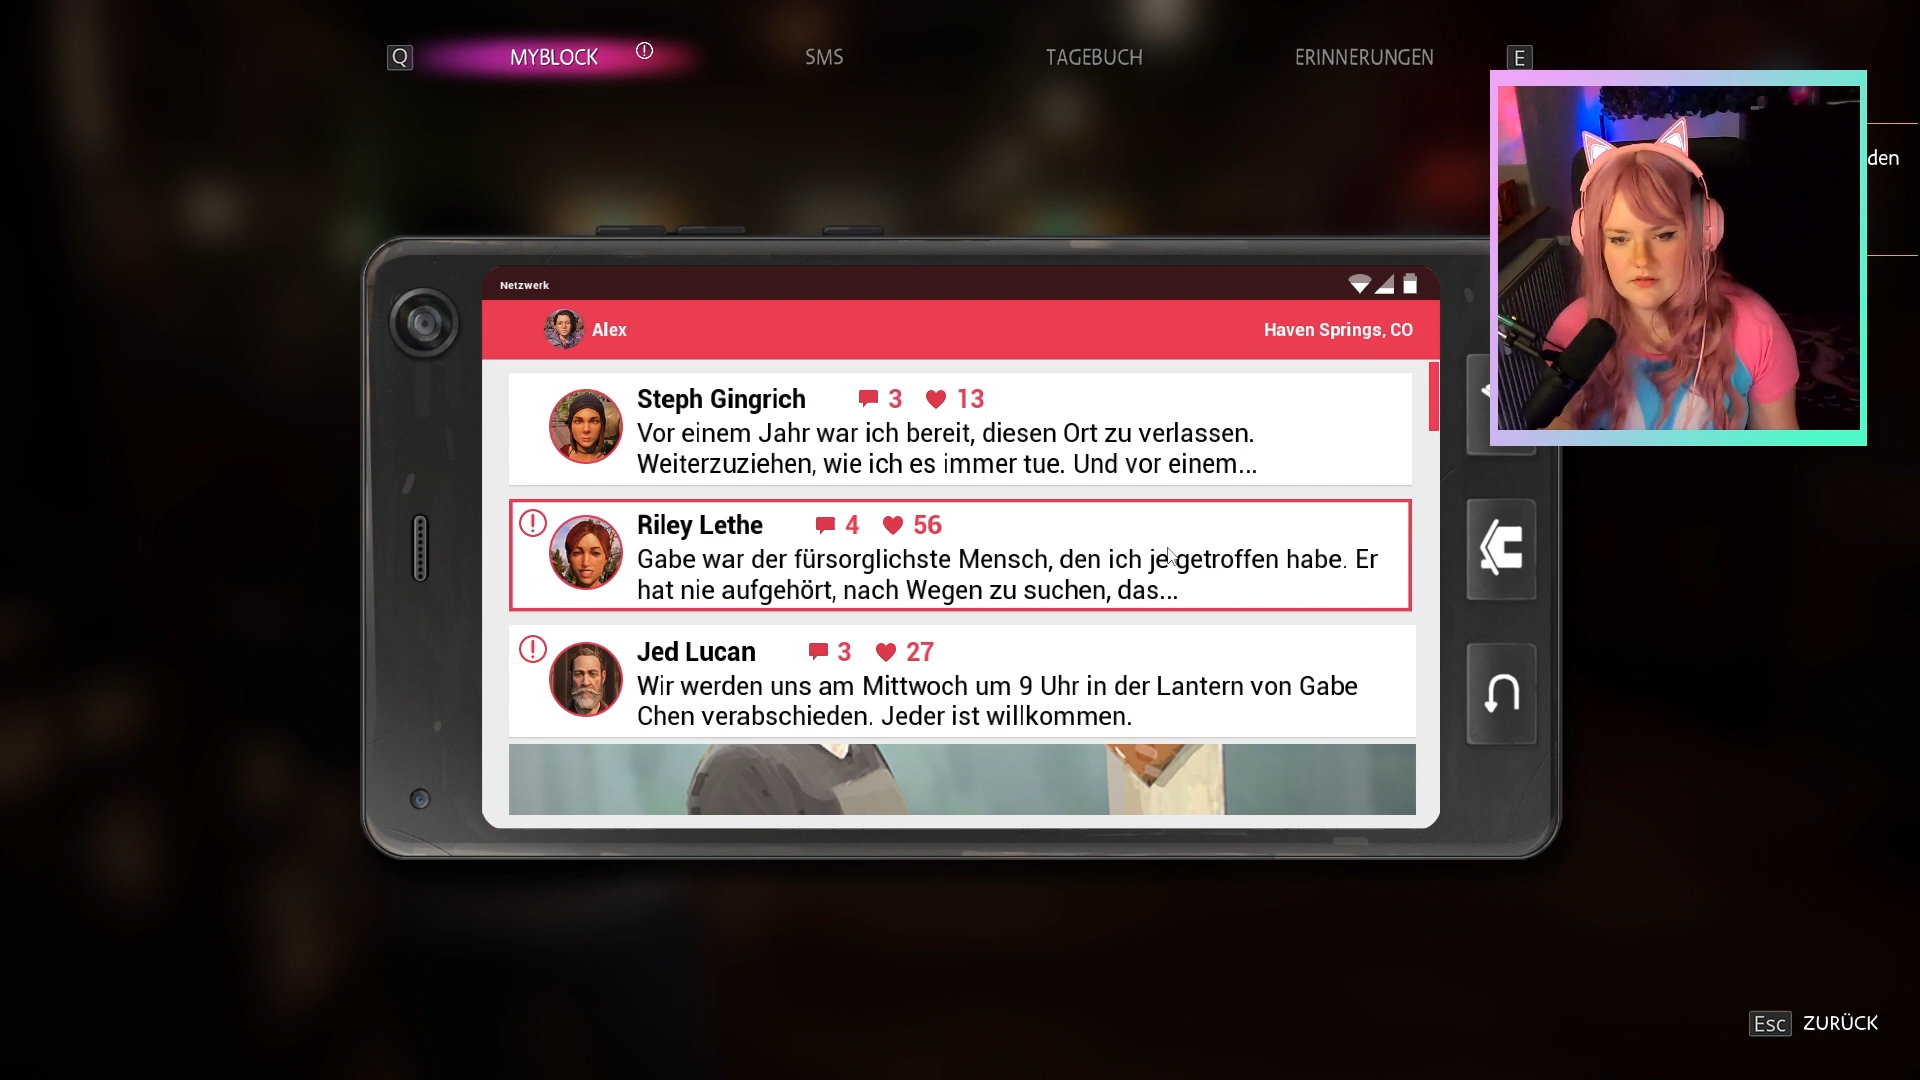 Q MYBLOCK SMS TAGEBUCH ERINNERUNGEN E
den
Netzwerk
Alex Haven Springs, CO
Steph Gingrich 3 13
Vor einem Jahr war ich bereit, diesen Ort zu verlassen.
Weiterzuziehen, wie ich es immer tue. Und vor einem...
Riley Lethe 4 56
Gabe war der fürsorglichste Mensch, den ich je getroffen habe. Er
hat nie aufgehört, nach Wegen zu suchen, das...
Jed Lucan 3 27
Wir werden uns am Mittwoch um 9 Uhr in der Lantern von Gabe
Chen verabschieden. Jeder ist willkommen.
Esc ZURÜCK